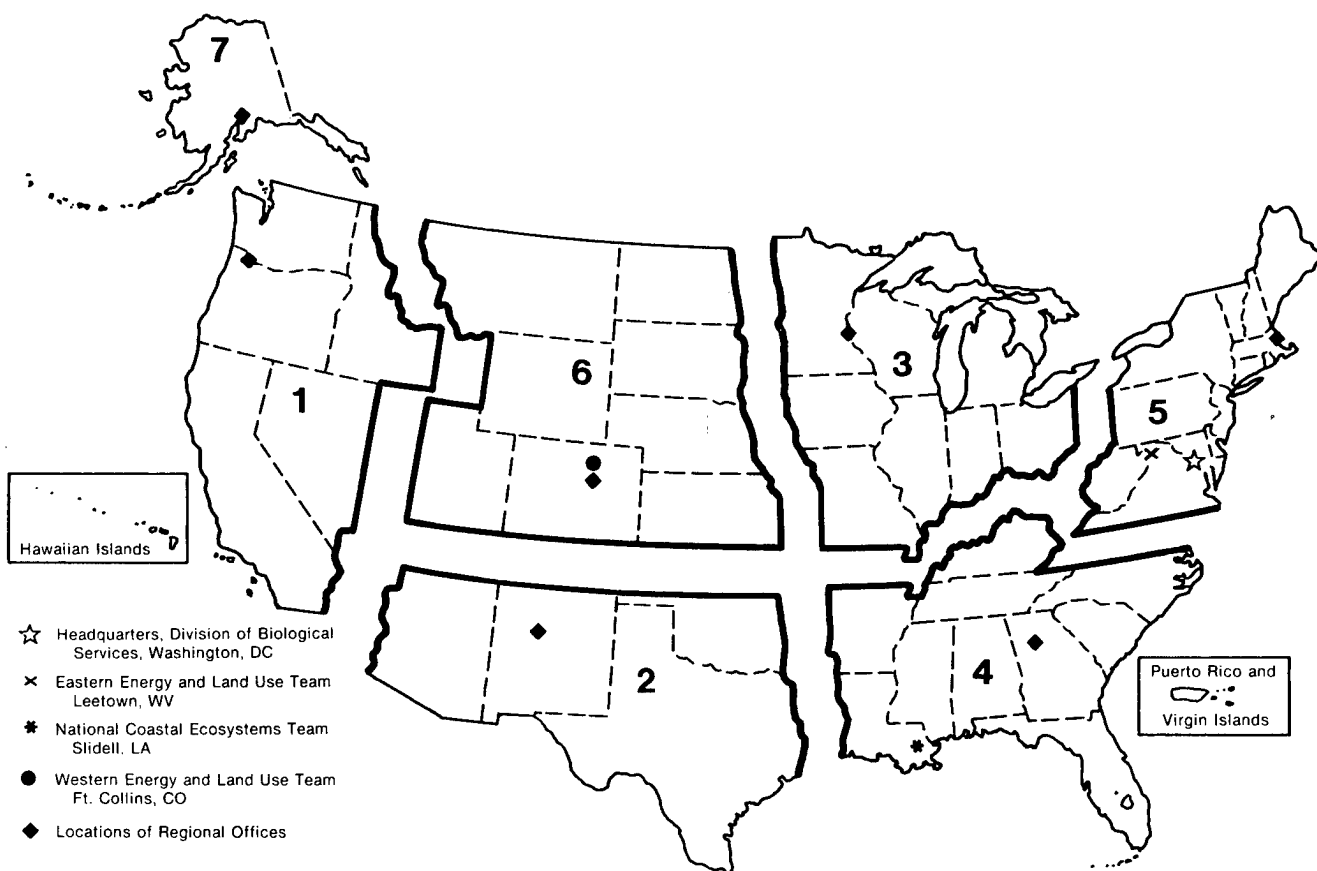 7
3
6
1
5
Hawaiian Islands
☆ Headquarters, Division of Biological
Services, Washington, DC
× Eastern Energy and Land Use Team
Leetown, WV
* National Coastal Ecosystems Team
Slidell, LA
● Western Energy and Land Use Team
Ft. Collins, CO
◆ Locations of Regional Offices
2
4
Puerto Rico and
Virgin Islands